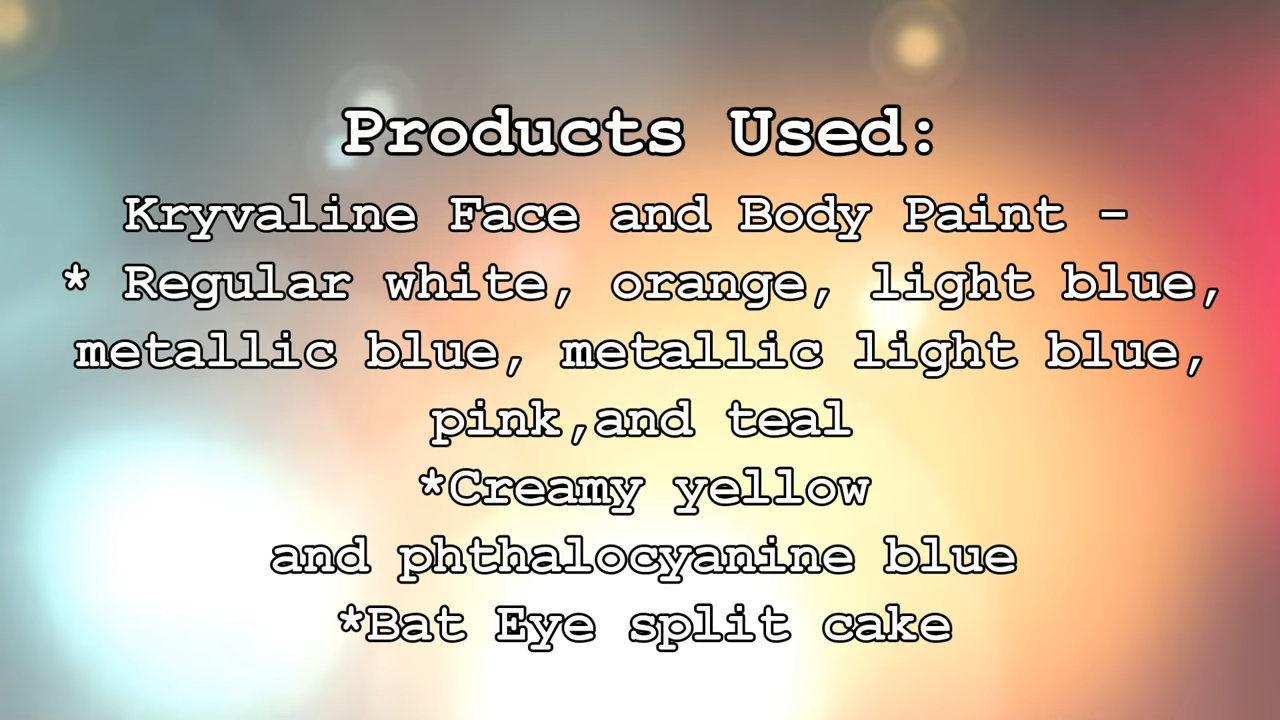 Products Used:
Kryvaline Face and Body Paint -
* Regular white, orange, light blue,
metallic blue, metallic light blue,
pink,and teal
*Creamy yellow
and phthalocyanine blue
*Bat Eye split cake